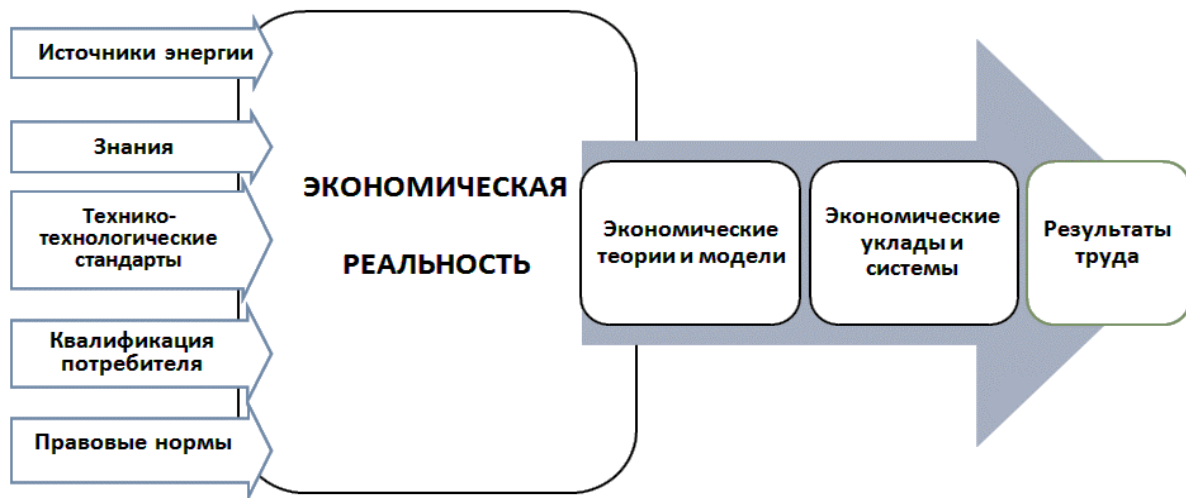 Источники энергии
Знания
Технико-
технологические
стандарты
Квалификация
потребителя
Правовые нормы
ЭКОНОМИЧЕСКАЯ
РЕАЛЬНОСТЬ
Экономические
теории и модели
Экономические
уклады и
системы
Результаты
труда